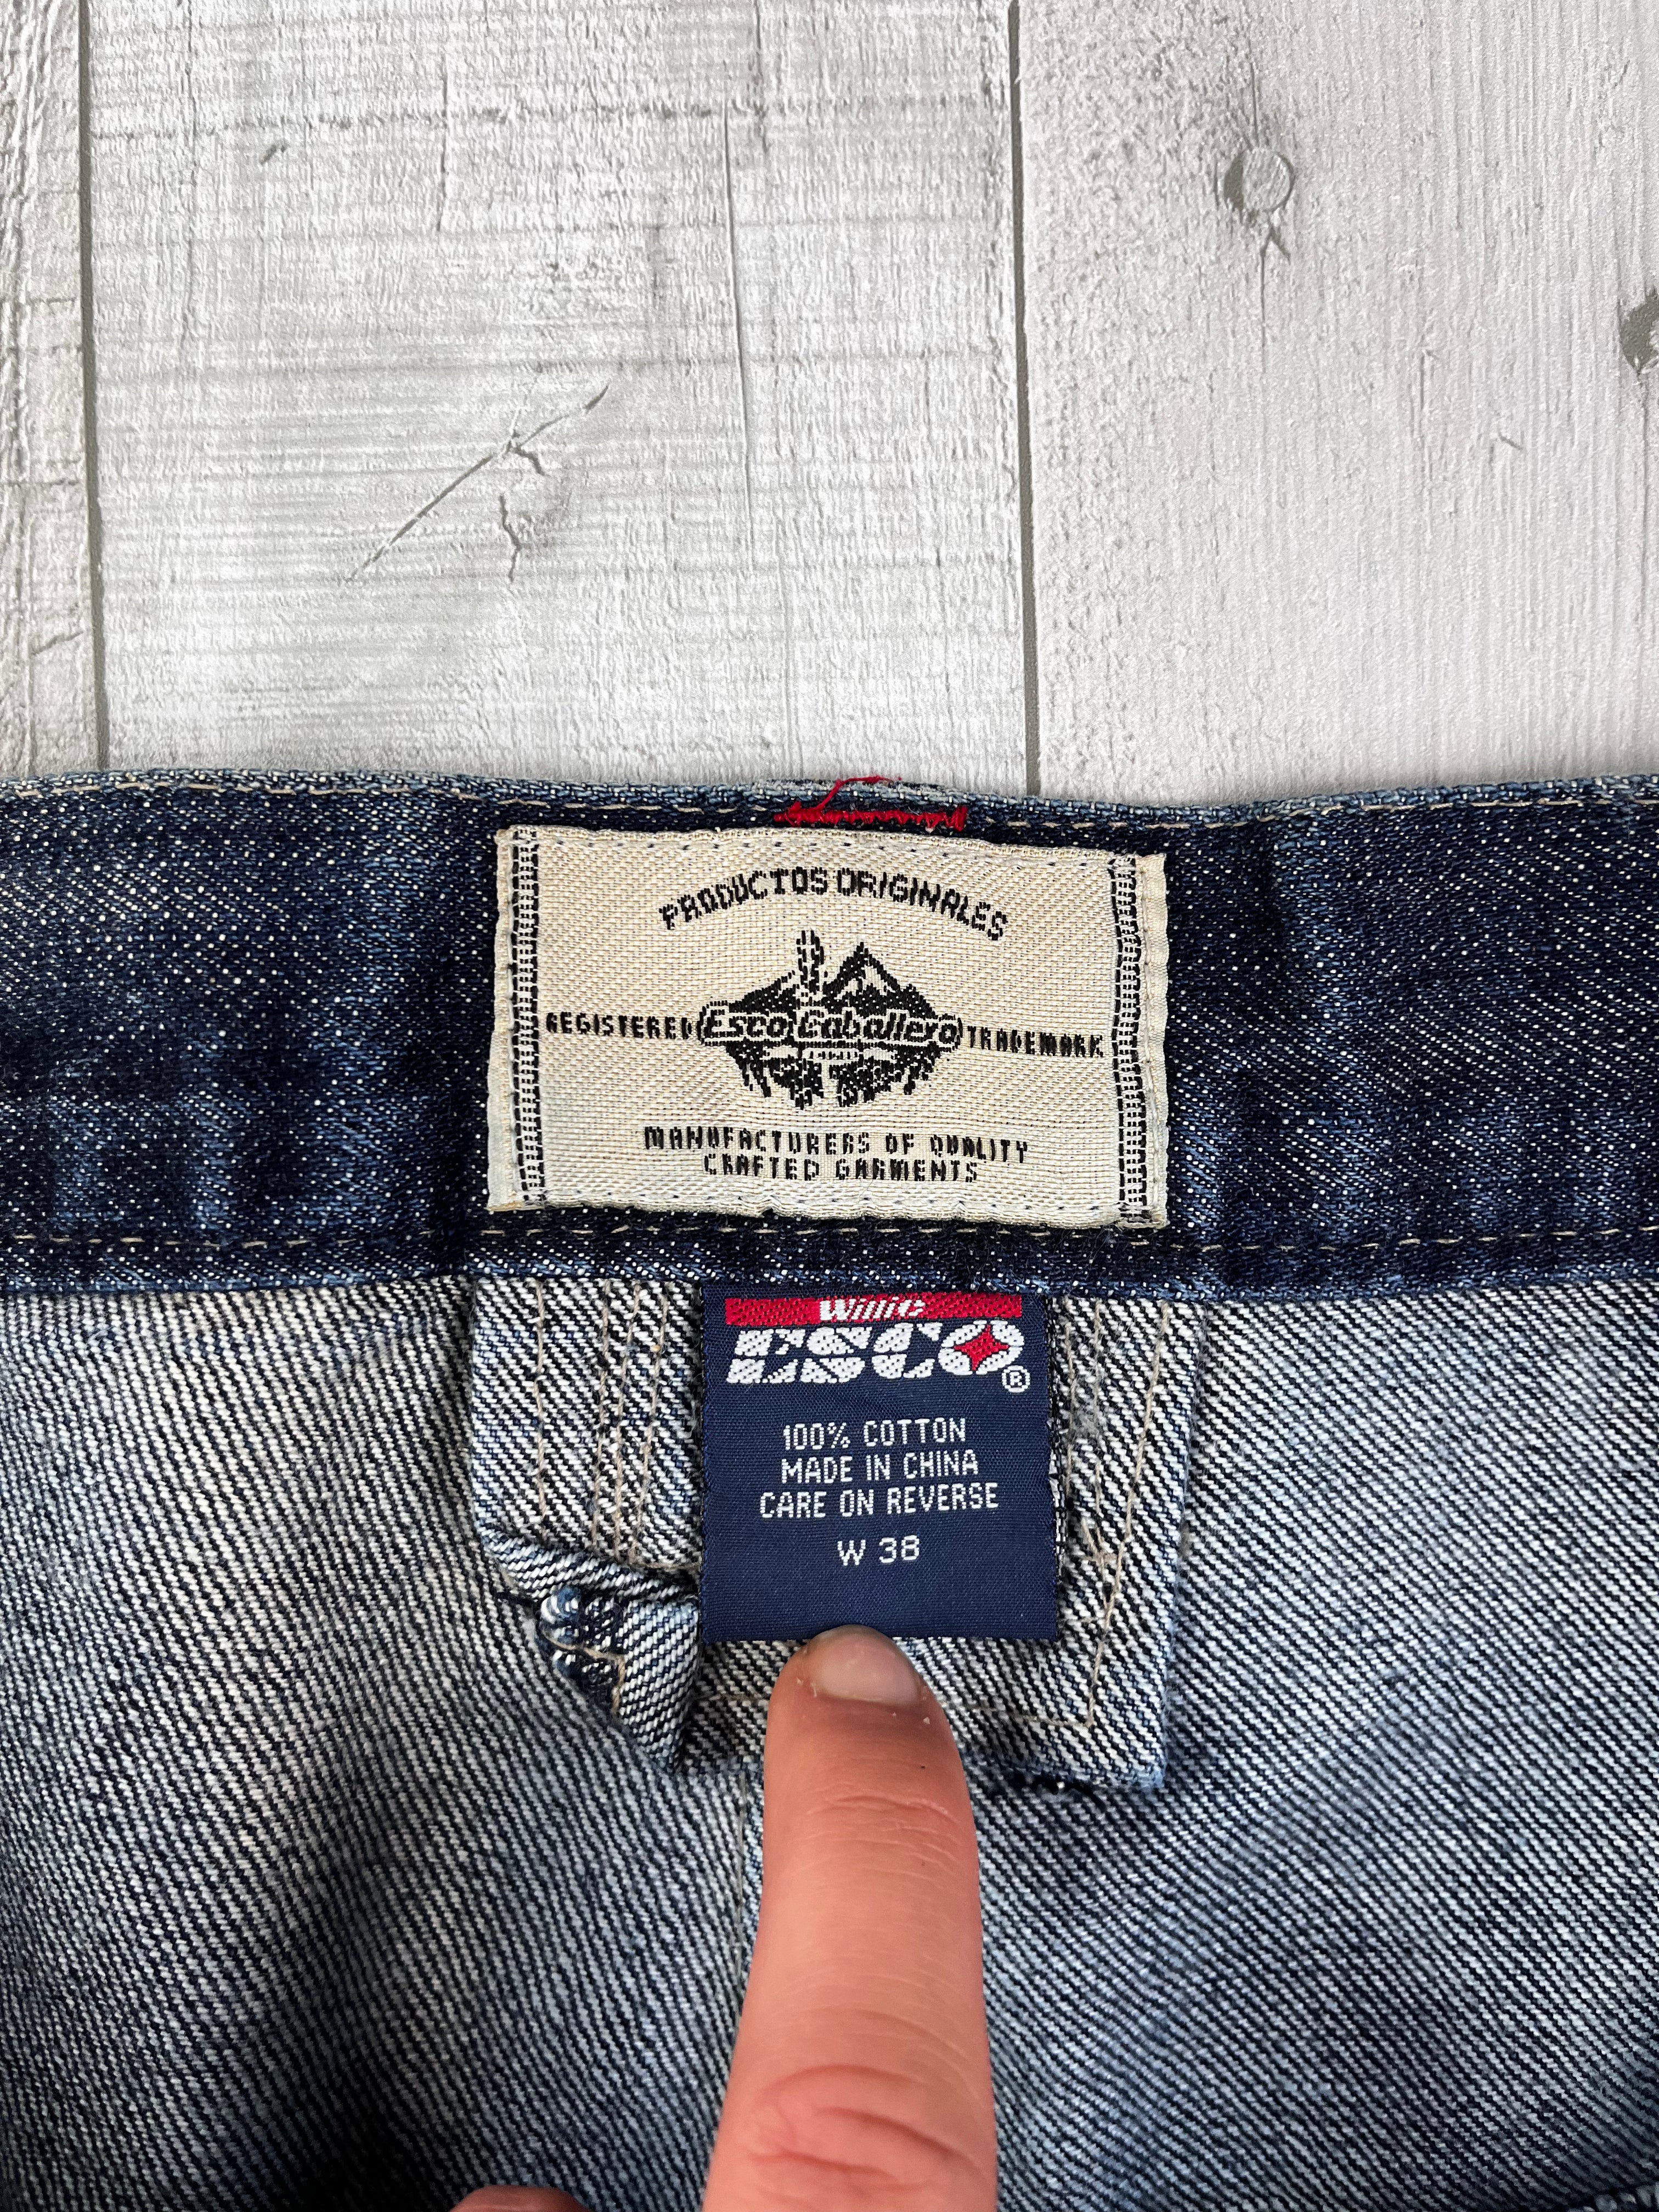 PRODUCTOS ORIGINALES
REGISTERED Esco Caballero TRADEMARK
MANUFACTURERS OF QUALITY
CRAFTED GARMENTS
Willie
ESCO®
100% COTTON
MADE IN CHINA
CARE ON REVERSE
W 38